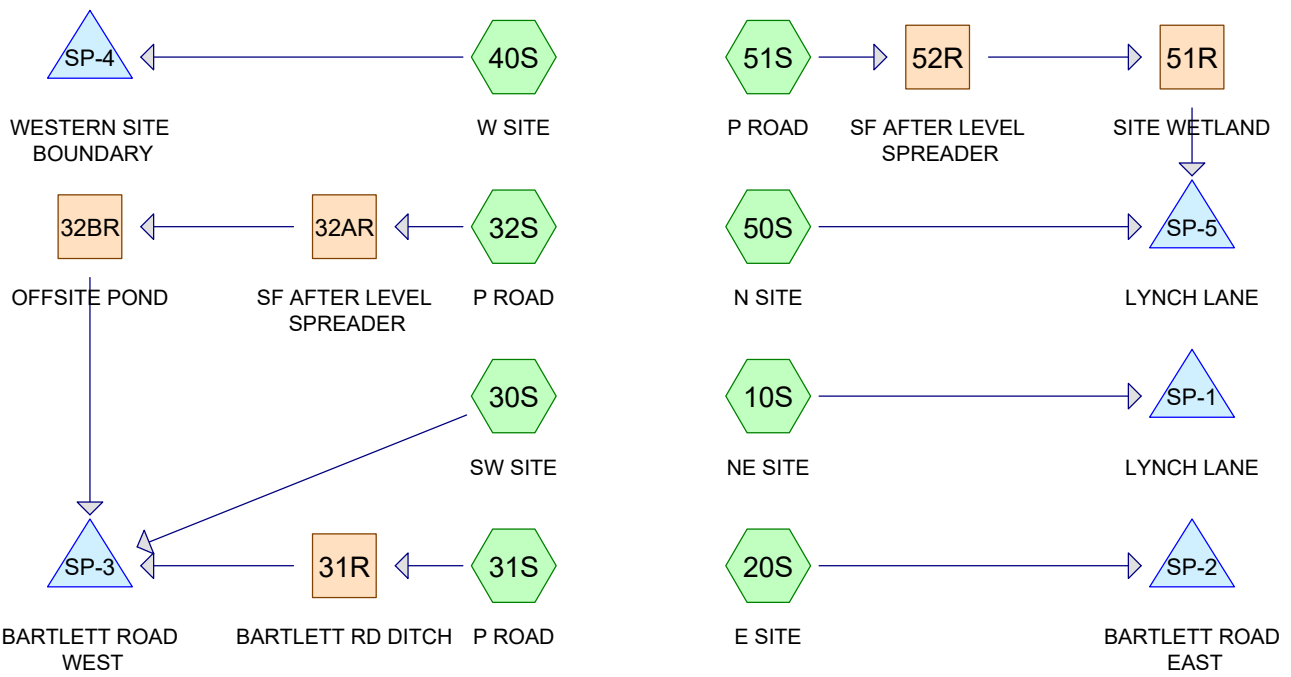 SP-4
40S
51S
52R
51R
WESTERN SITE
BOUNDARY
W SITE
P ROAD
SF AFTER LEVEL
SPREADER
SITE WETLAND
32BR
32AR
32S
50S
SP-5
OFFSITE POND
SF AFTER LEVEL
SPREADER
P ROAD
N SITE
LYNCH LANE
30S
10S
SP-1
SW SITE
NE SITE
LYNCH LANE
SP-3
31R
31S
20S
SP-2
BARTLETT ROAD
WEST
BARTLETT RD DITCH
P ROAD
E SITE
BARTLETT ROAD
EAST